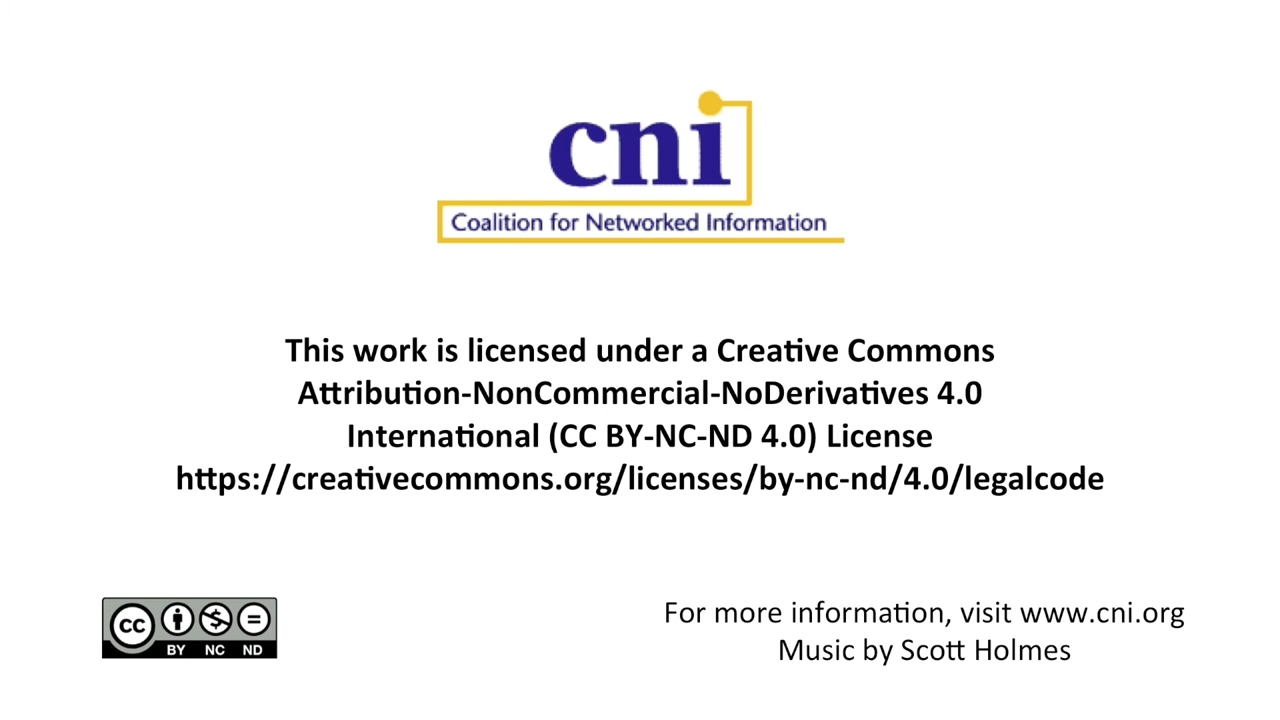 cni
Coalition for Networked Information
This work is licensed under a Creative Commons
Attribution-NonCommercial-NoDerivatives 4.0
International (CC BY-NC-ND 4.0) License
https://creativecommons.org/licenses/by-nc-nd/4.0/legalcode
cc
BY NC ND
For more information, visit www.cni.org
Music by Scott Holmes